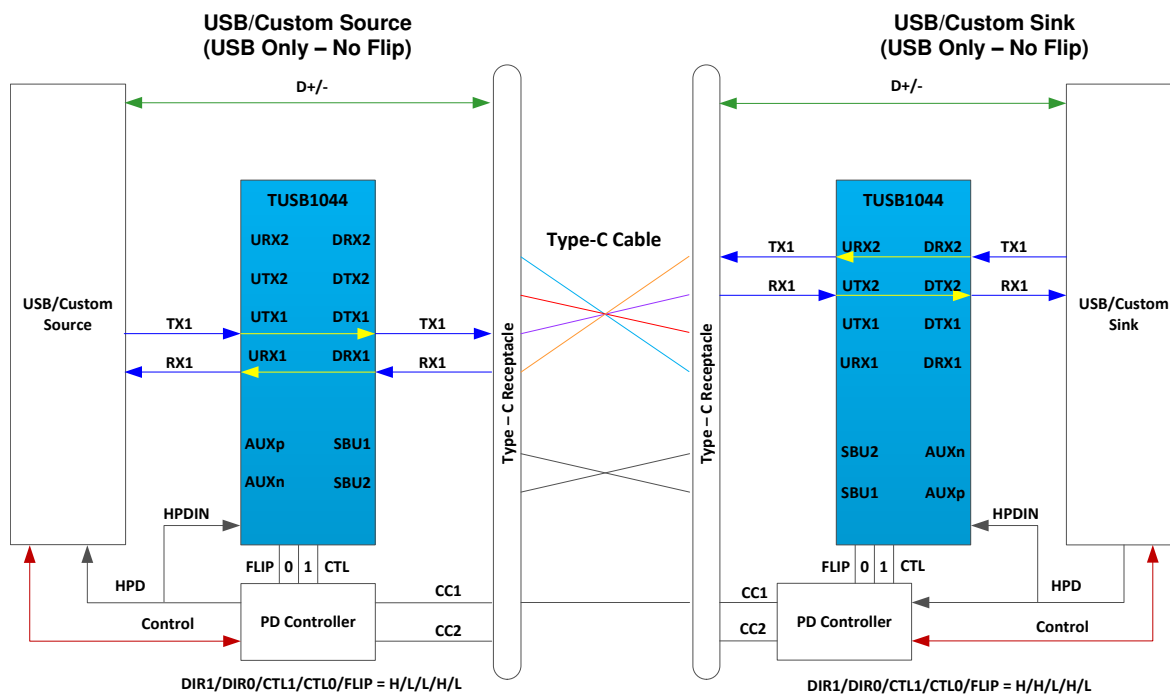 USB/Custom Source
(USB Only – No Flip)
USB/Custom Sink
(USB Only – No Flip)
D+/-
D+/-
TUSB1044
URX2 DRX2
UTX2 DTX2
UTX1 DTX1
URX1 DRX1
AUXp SBU1
AUXn SBU2
USB/Custom
Source
TX1
TX1
RX1
RX1
HPDIN
FLIP 0 1 CTL
HPD
Control
PD Controller
CC1
CC2
Type – C Receptacle
Type-C Cable
Type – C Receptacle
TUSB1044
URX2 DRX2
UTX2 DTX2
UTX1 DTX1
URX1 DRX1
SBU2 AUXn
SBU1 AUXp
TX1
TX1
RX1
RX1
USB/Custom
Sink
HPDIN
FLIP 0 1 CTL
HPD
Control
PD Controller
CC1
CC2
DIR1/DIR0/CTL1/CTL0/FLIP = H/L/L/H/L
DIR1/DIR0/CTL1/CTL0/FLIP = H/H/L/H/L